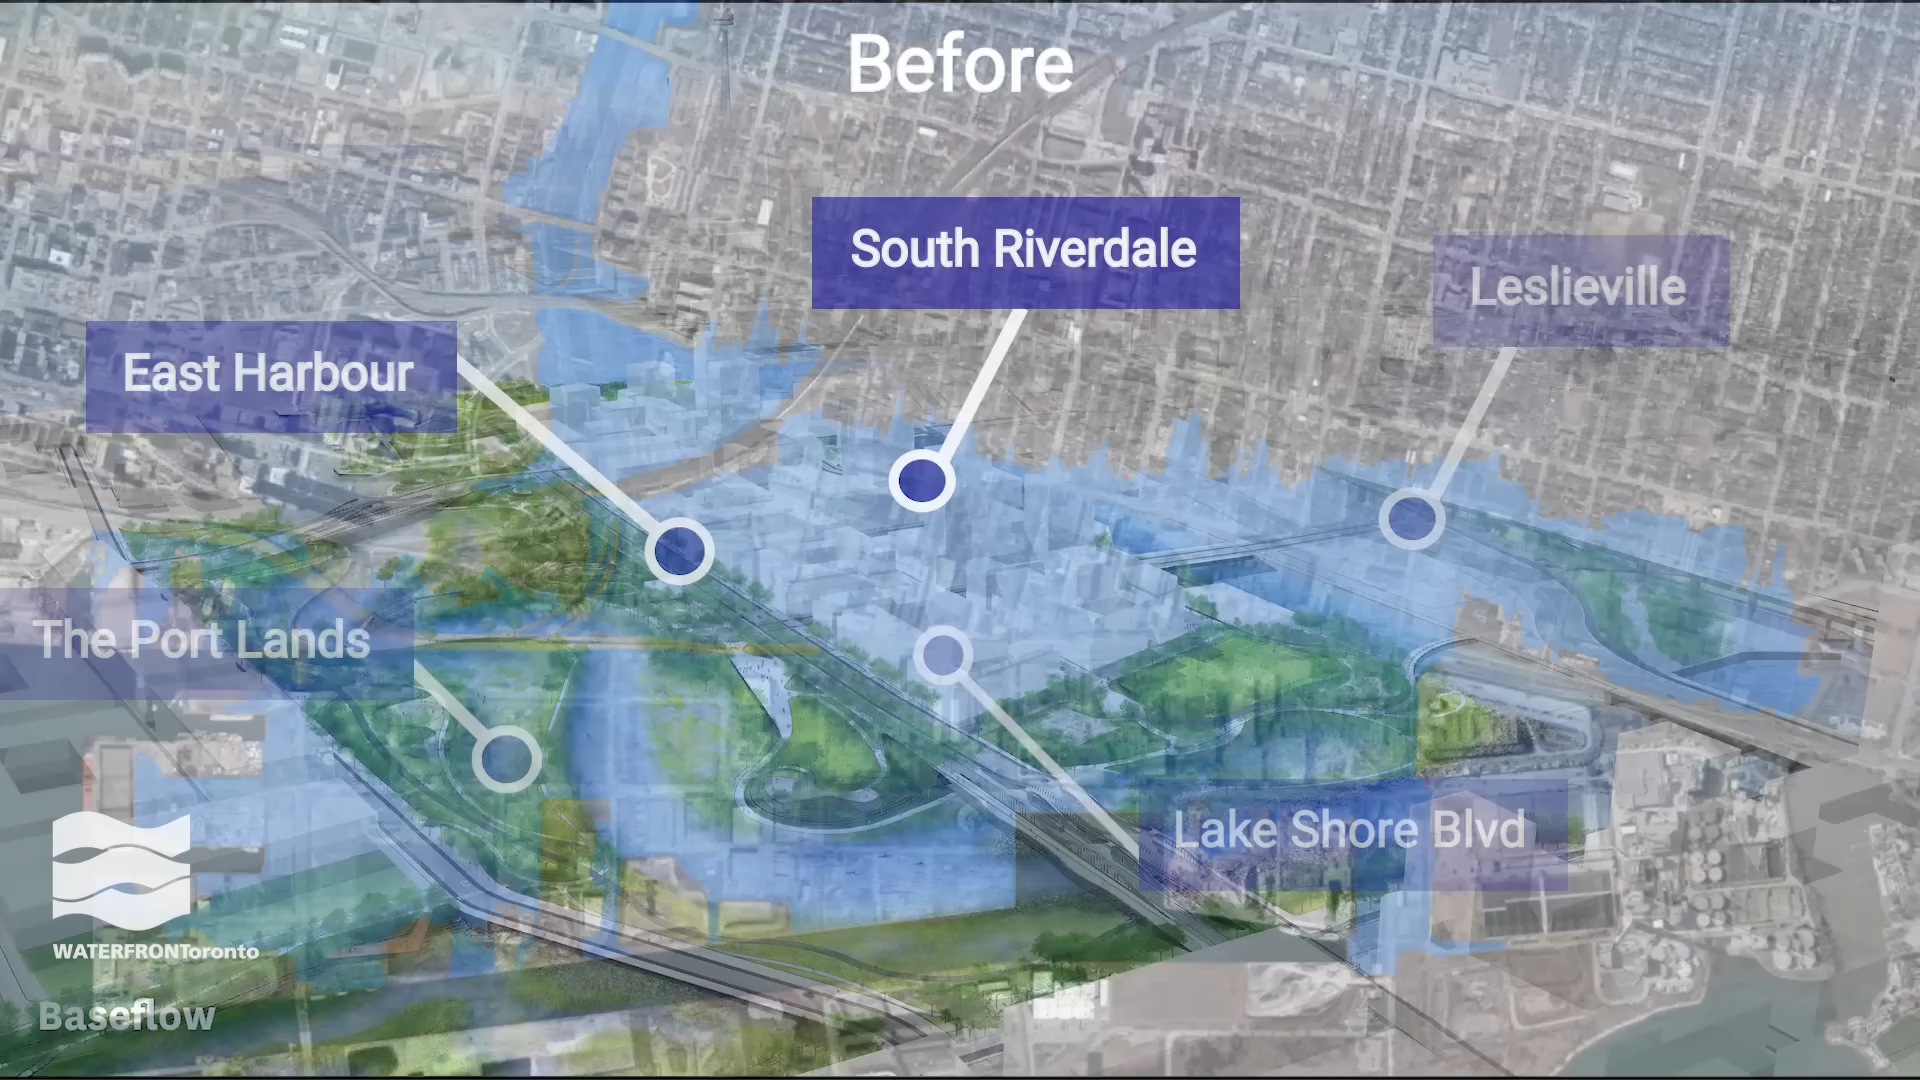 Before
South Riverdale
Leslieville
East Harbour
The Port Lands
Lake Shore Blvd
WATERFRONToronto
Baseflow